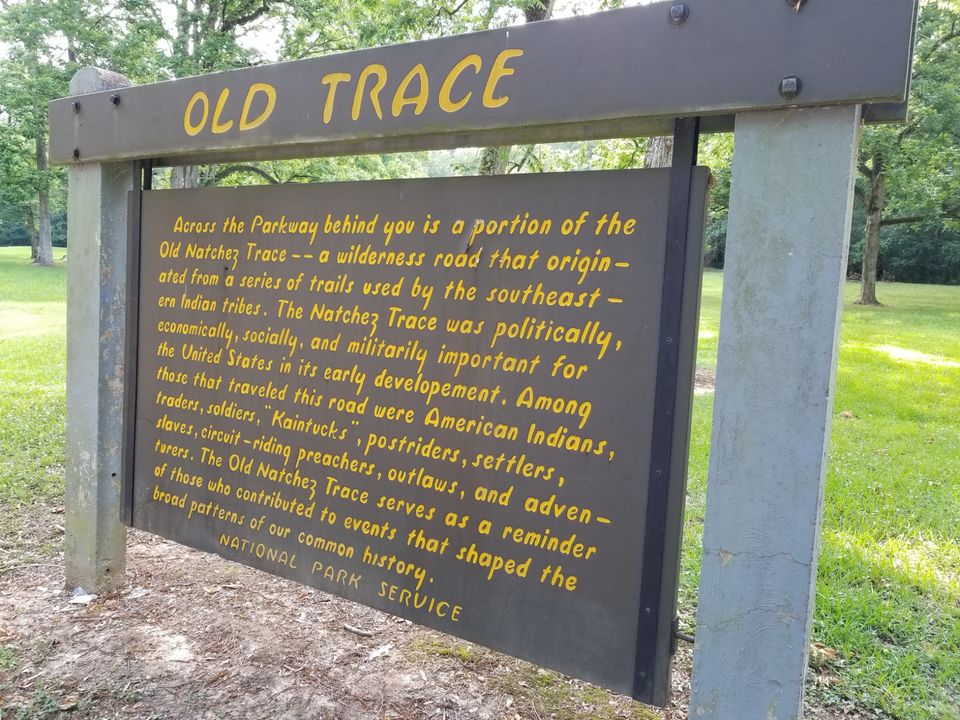 OLD TRACE
Across the Parkway behind you is a portion of the
Old Natchez Trace -- a wilderness road that origin-
ated from a series of trails used by the southeast-
ern Indian tribes. The Natchez Trace was politically,
economically, socially, and militarily important for
the United States in its early developement. Among
those that traveled this road were American Indians,
traders, soldiers, "Kaintucks", postriders, settlers,
slaves, circuit-riding preachers, outlaws, and adven-
turers. The Old Natchez Trace serves as a reminder
of those who contributed to events that shaped the
broad patterns of our common history.
NATIONAL PARK SERVICE